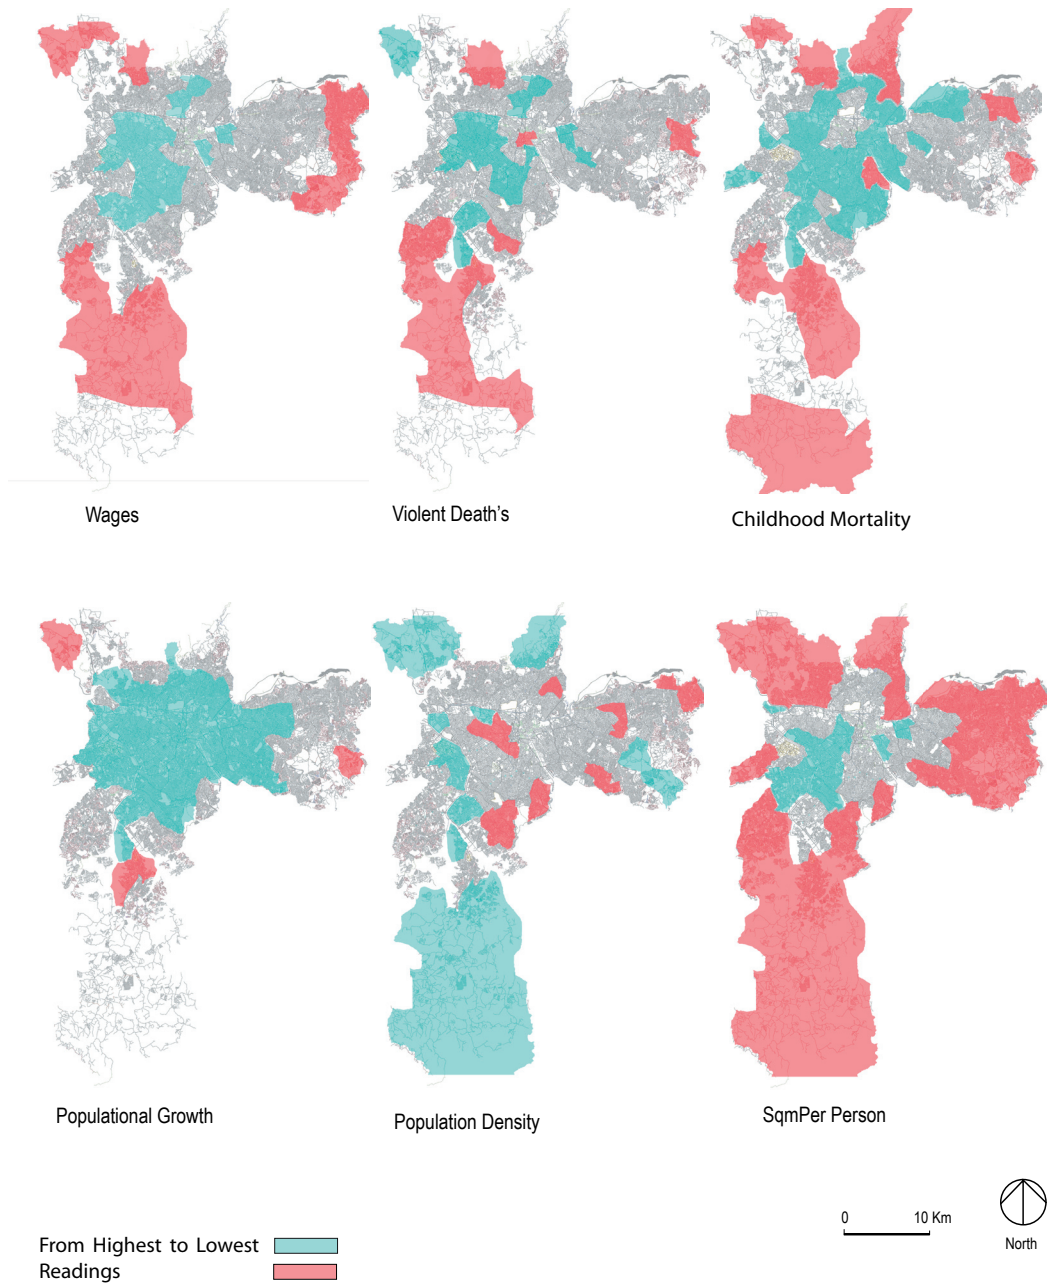 Wages
Violent Death's
Childhood Mortality
Populational Growth
Population Density
SqmPer Person
0 10 Km
North
From Highest to Lowest
Readings